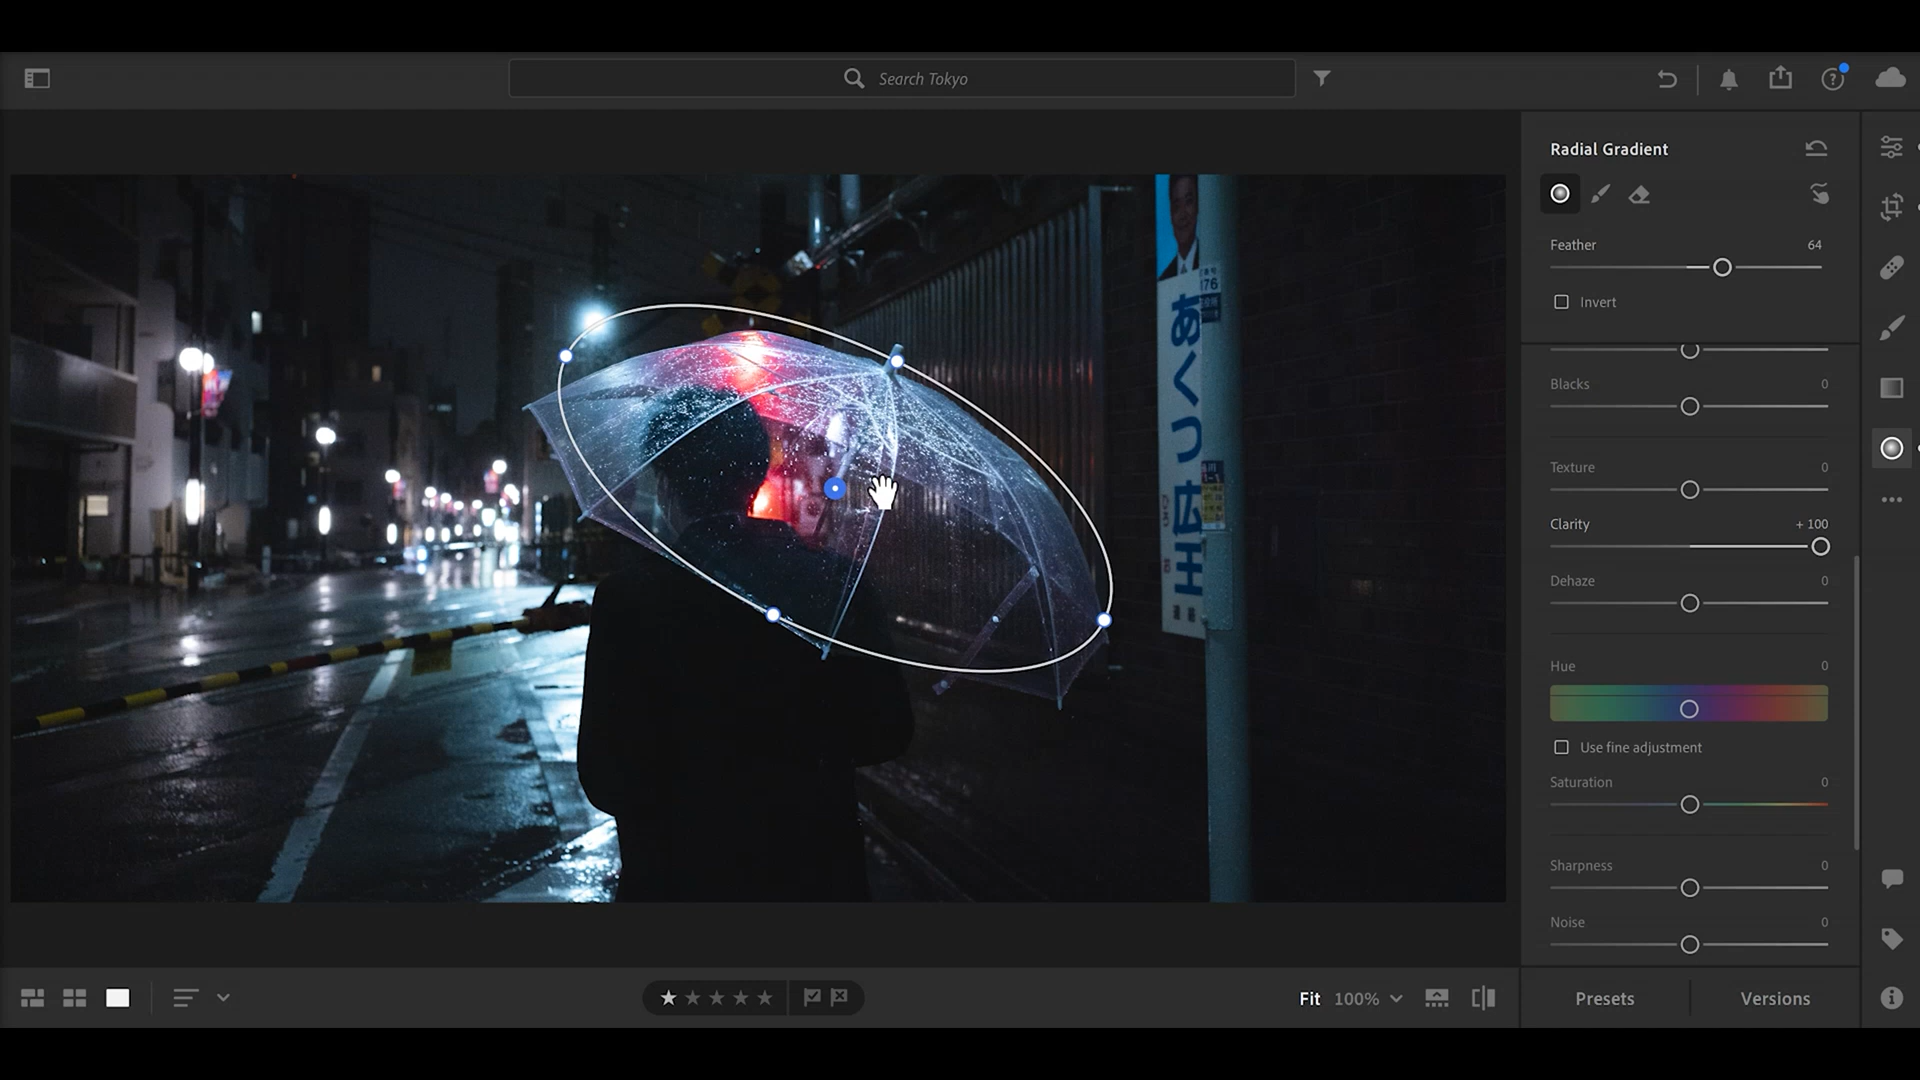 Search Tokyo
Radial Gradient
Feather 64
Invert
Blacks 0
Texture 0
Clarity + 100
Dehaze 0
Hue 0
Use fine adjustment
Saturation 0
Sharpness 0
Noise 0
Fit 100%
Presets
Versions
176